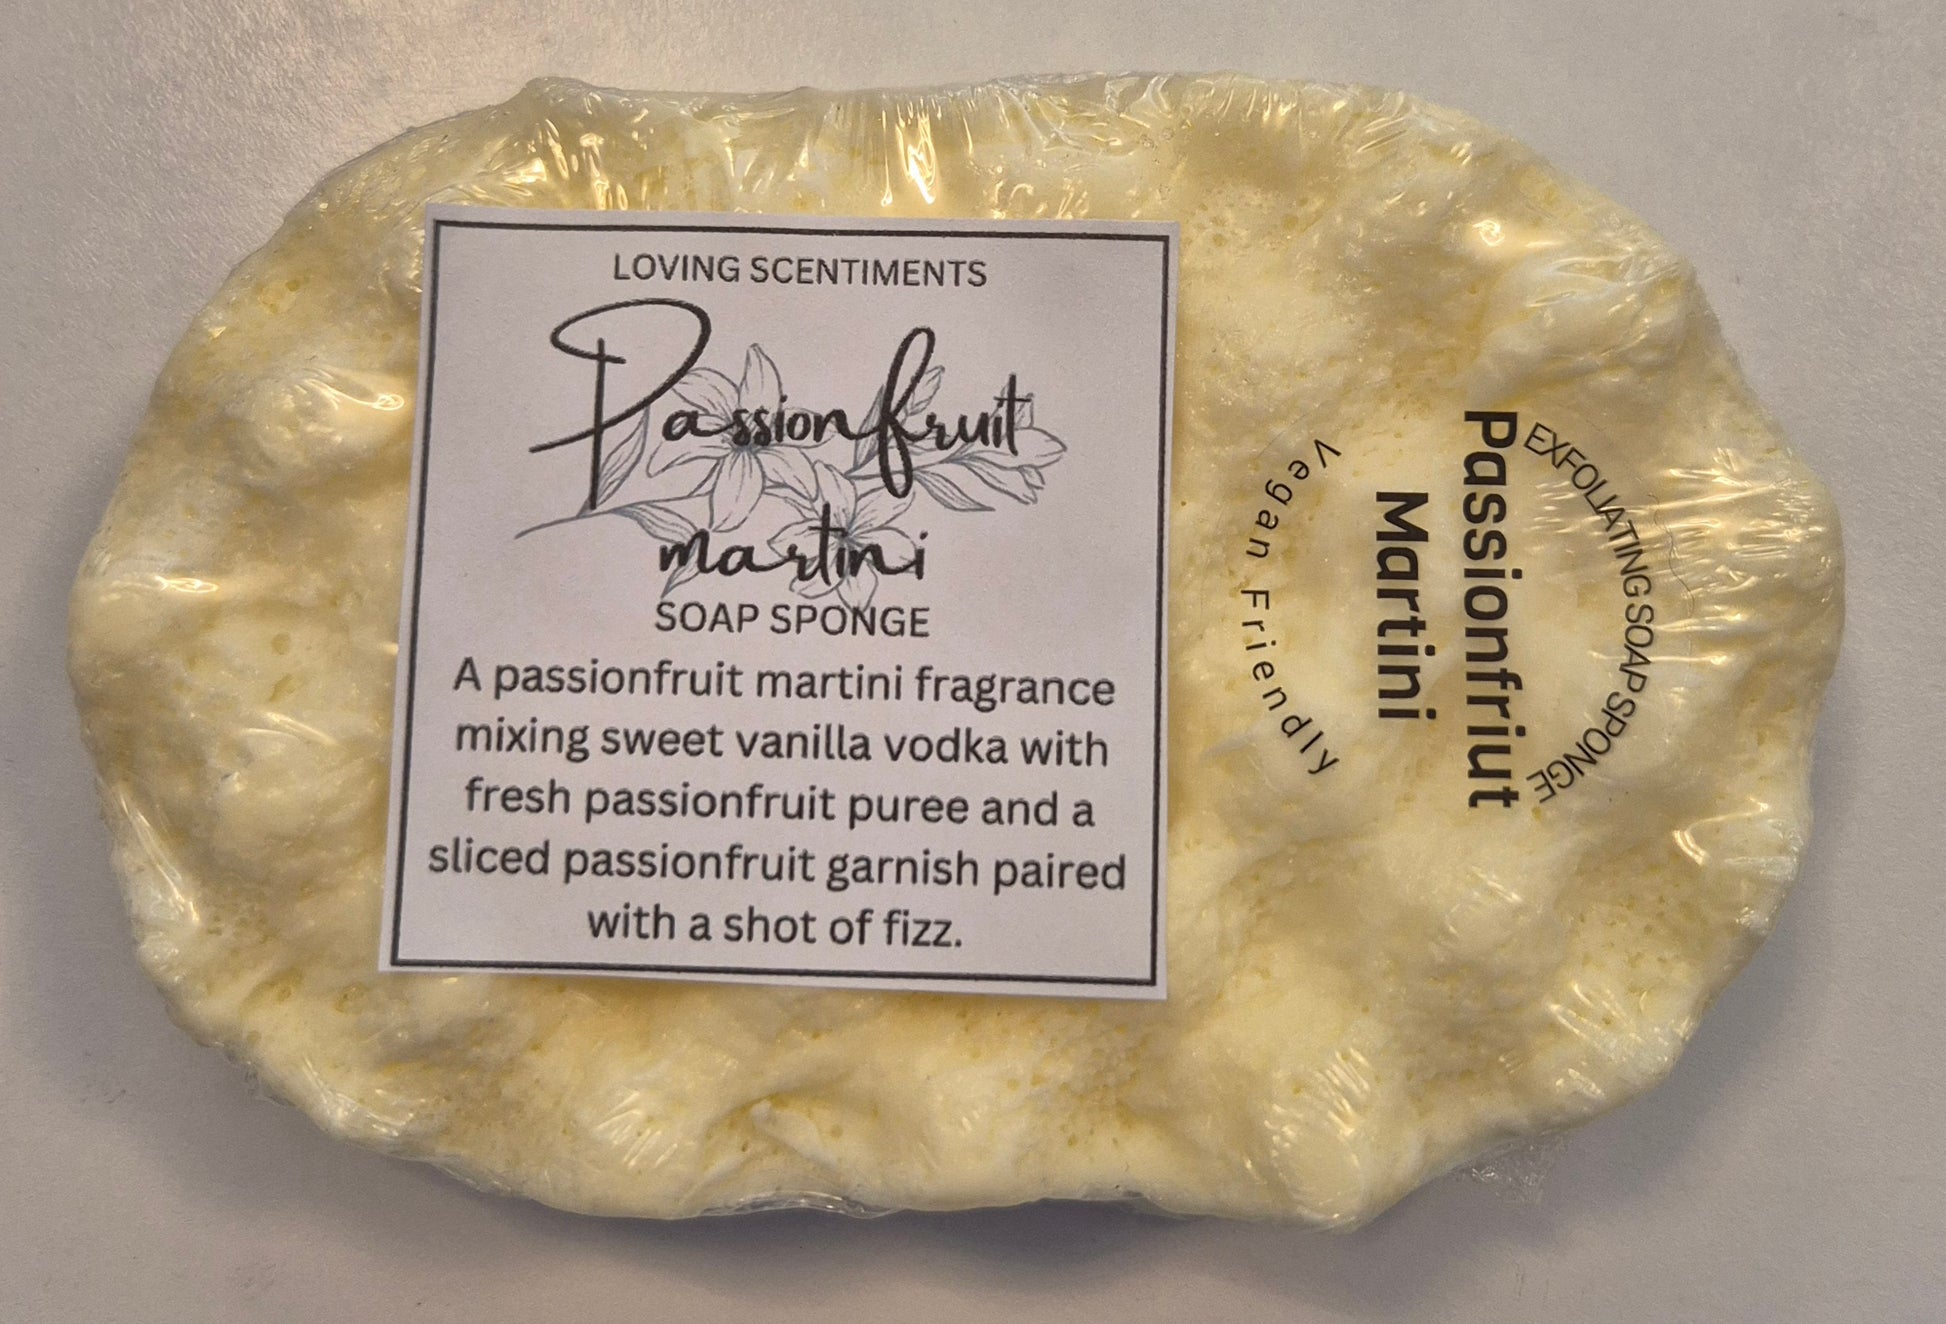 LOVING SCENTIMENTS
Passionfruit
martini
SOAP SPONGE
A passionfruit martini fragrance
mixing sweet vanilla vodka with
fresh passionfruit puree and a
sliced passionfruit garnish paired
with a shot of fizz.
EXFOLIATING SOAP SPONGE
Passionfriut
Martini
Vegan Friendly